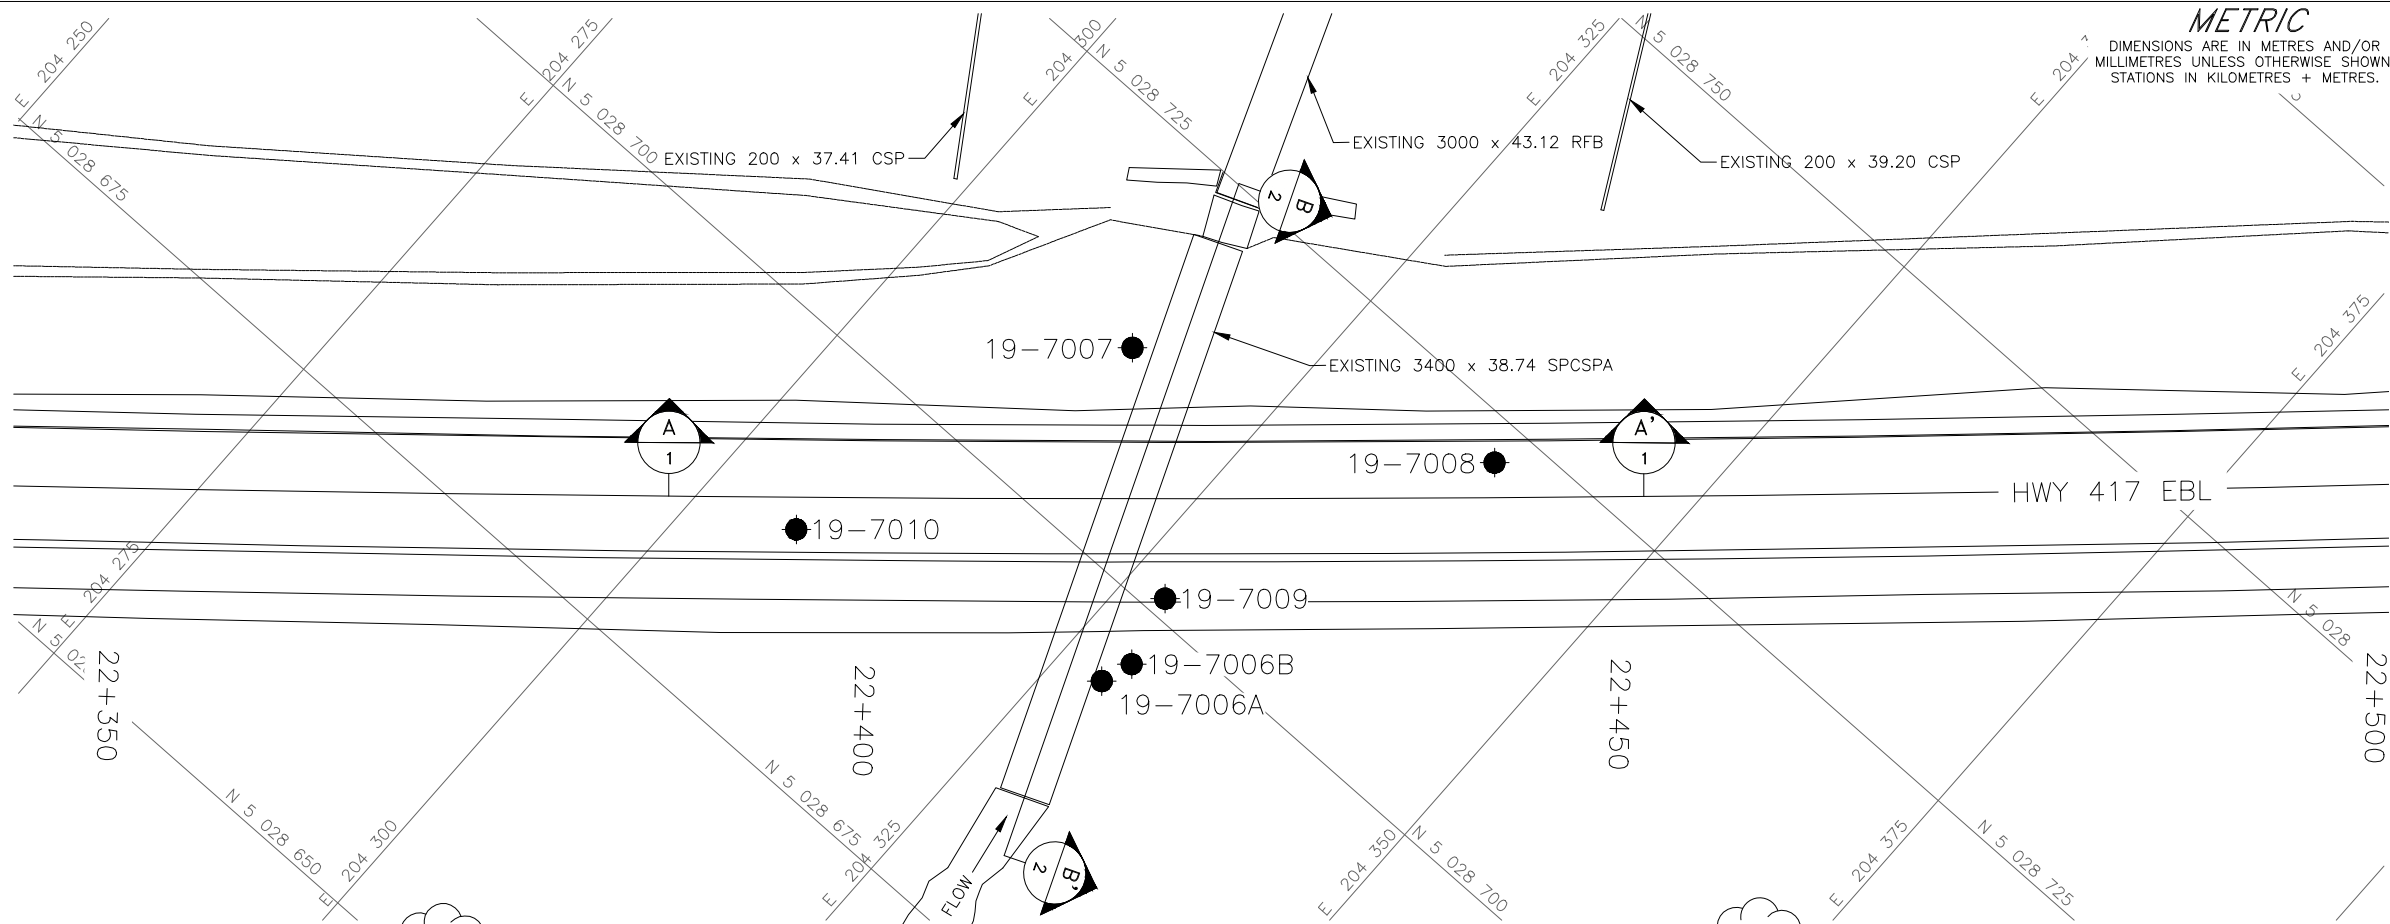 METRIC
DIMENSIONS ARE IN METRES AND/OR
MILLIMETRES UNLESS OTHERWISE SHOWN
STATIONS IN KILOMETRES + METRES.
E 204 250
E 204 275
E 204 300
E 204 325
E 204
N 5 028 675
N 5 028 700
N 5 028 725
N 5 028 750
EXISTING 200 x 37.41 CSP
EXISTING 3000 x 43.12 RFB
EXISTING 200 x 39.20 CSP
B
2
19-7007
EXISTING 3400 x 38.74 SPCSPA
E 204 375
A
1
A'
1
19-7008
HWY 417 EBL
19-7010
19-7009
E 204 275
N 5
N 5 028
19-7006B
19-7006A
22+350
22+400
22+450
22+500
N 5 028 650
E 204 300
N 5 028 675
E 204 325
FLOW
B'
2
E 204 350
N 5 028 700
E 204 375
N 5 028 725